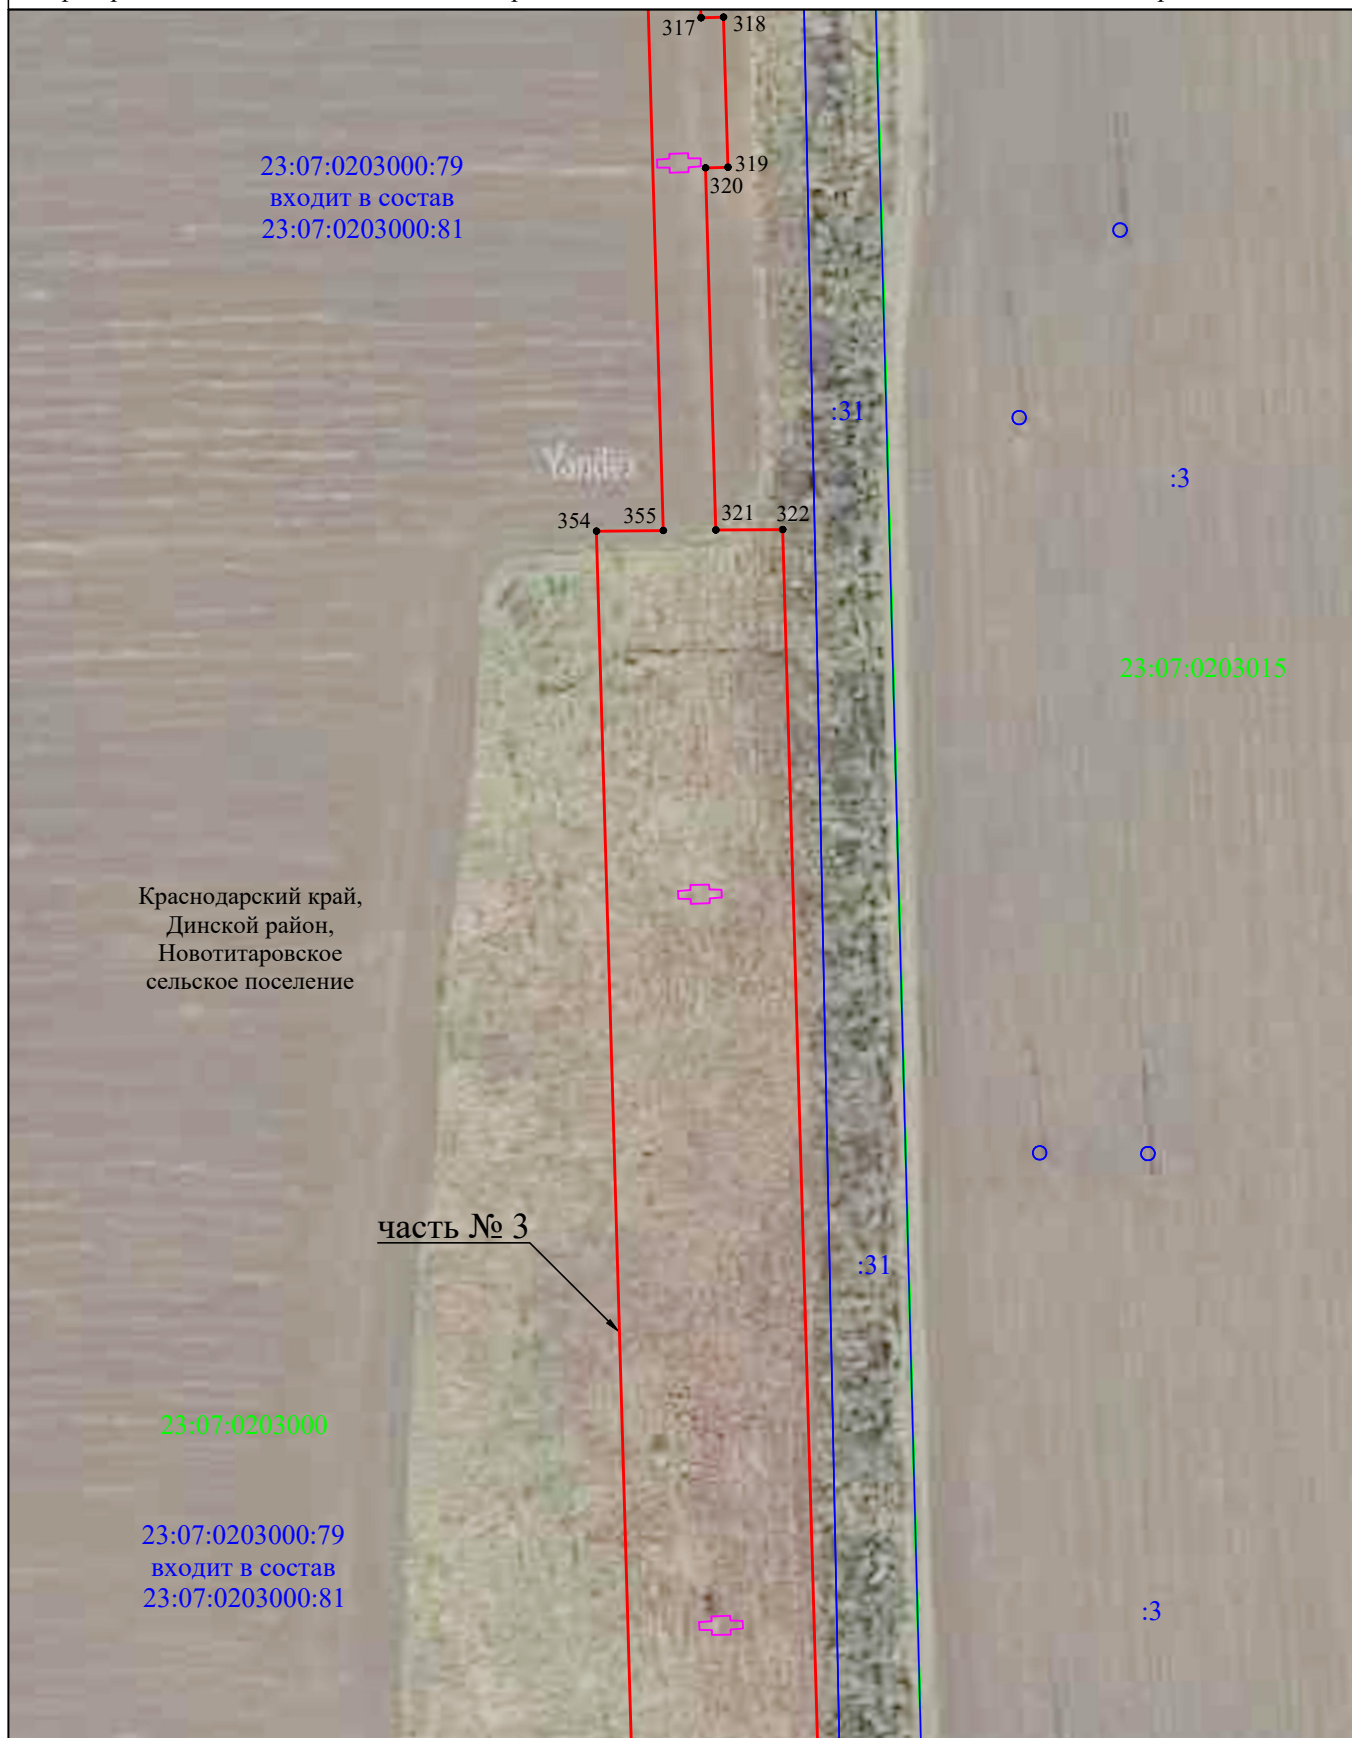 317
318
23:07:0203000:79
входит в состав
23:07:0203000:81
319
320
:31
:3
Yandex
354
355
321
322
23:07:0203015
Краснодарский край,
Динской район,
Новотитаровское
сельское поселение
часть № 3
:31
23:07:0203000
23:07:0203000:79
входит в состав
23:07:0203000:81
:3